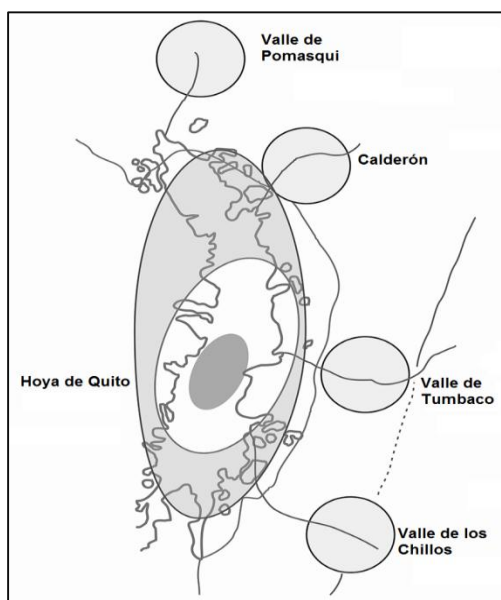 Valle de
Pomasqui
Calderón
Hoya de Quito
Valle de
Tumbaco
Valle de los
Chillos